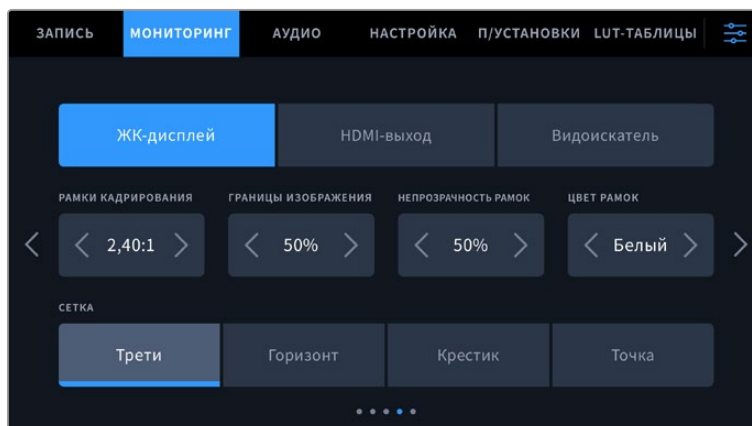 ЗАПИСЬ МОНИТОРИНГ АУДИО НАСТРОЙКА П/УСТАНОВКИ LUT-ТАБЛИЦЫ
ЖК-дисплей HDMI-выход Видоискатель
РАМКИ КАДРИРОВАНИЯ ГРАНИЦЫ ИЗОБРАЖЕНИЯ НЕПРОЗРАЧНОСТЬ РАМОК ЦВЕТ РАМОК
2,40:1 50% 50% Белый
СЕТКА
Трети Горизонт Крестик Точка